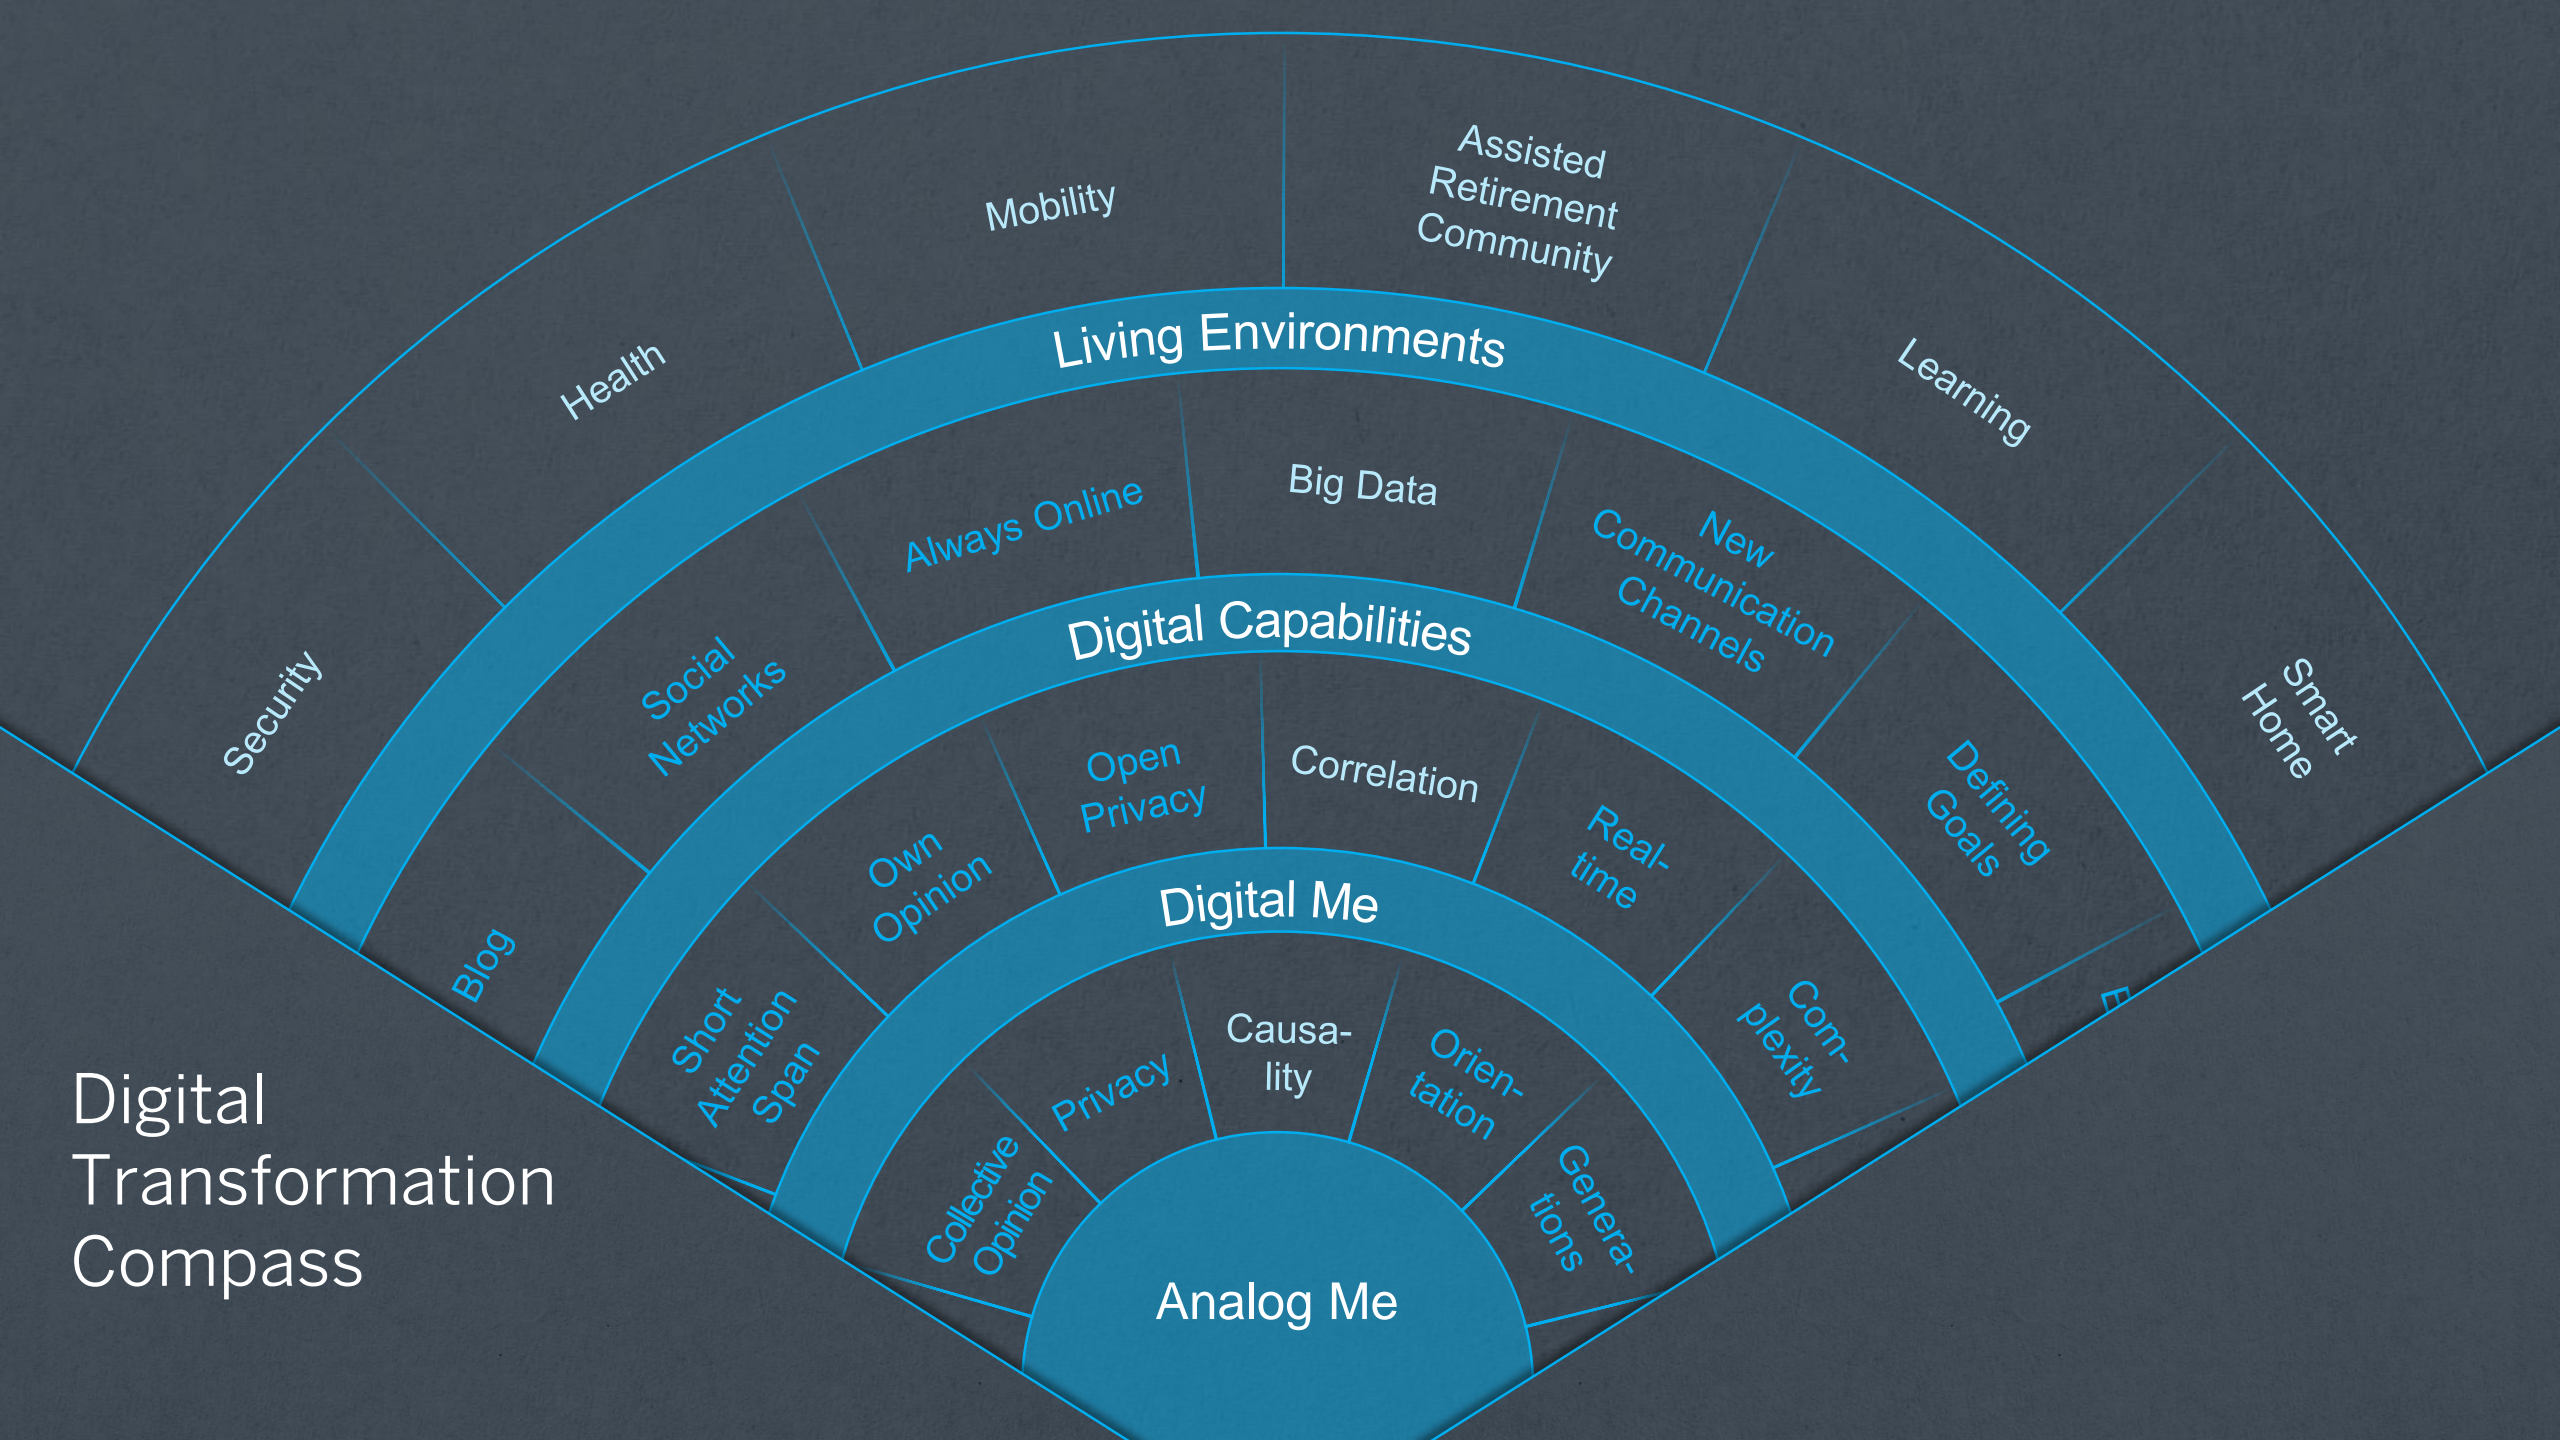 Mobility
Assisted
Retirement
Community
Health
Learning
Security
Smart
Home
Living Environments
Always Online
Big Data
New
Communication
Channels
Social
Networks
Defining
Goals
Blog
Digital Capabilities
Open
Privacy
Correlation
Own
Opinion
Real-
time
Short
Attention
Span
Com-
plexity
Digital Me
Privacy
Causa-
lity
Orien-
tation
Collective
Opinion
Genera-
tions
Analog Me
Digital
Transformation
Compass